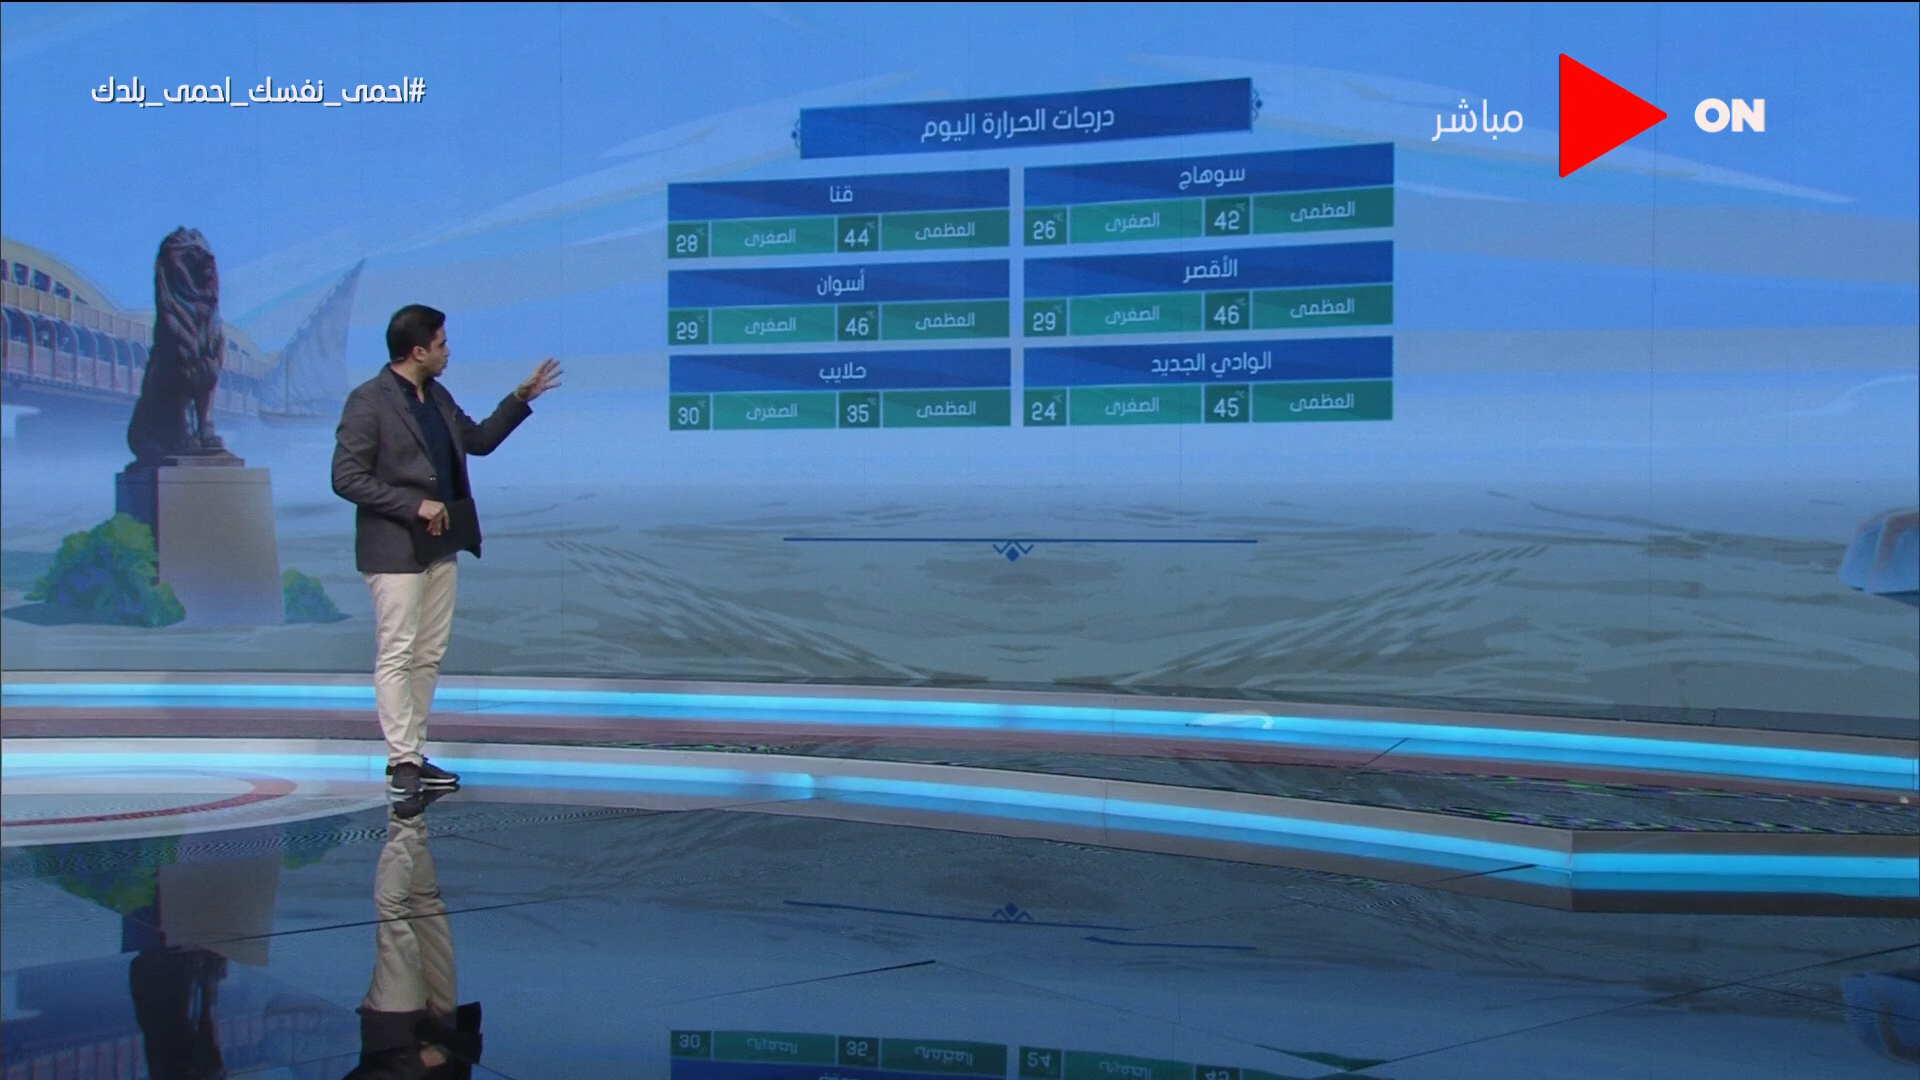 #احمى_نفسك_احمى_بلدك
مباشر ON
درجات الحرارة اليوم
سوهاج
العظمى 42 °C الصغرى 26 °C
قنا
العظمى 44 °C الصغرى 28 °C
الأقصر
العظمى 46 °C الصغرى 29 °C
أسوان
العظمى 46 °C الصغرى 29 °C
الوادي الجديد
العظمى 45 °C الصغرى 24 °C
حلايب
العظمى 35 °C الصغرى 30 °C